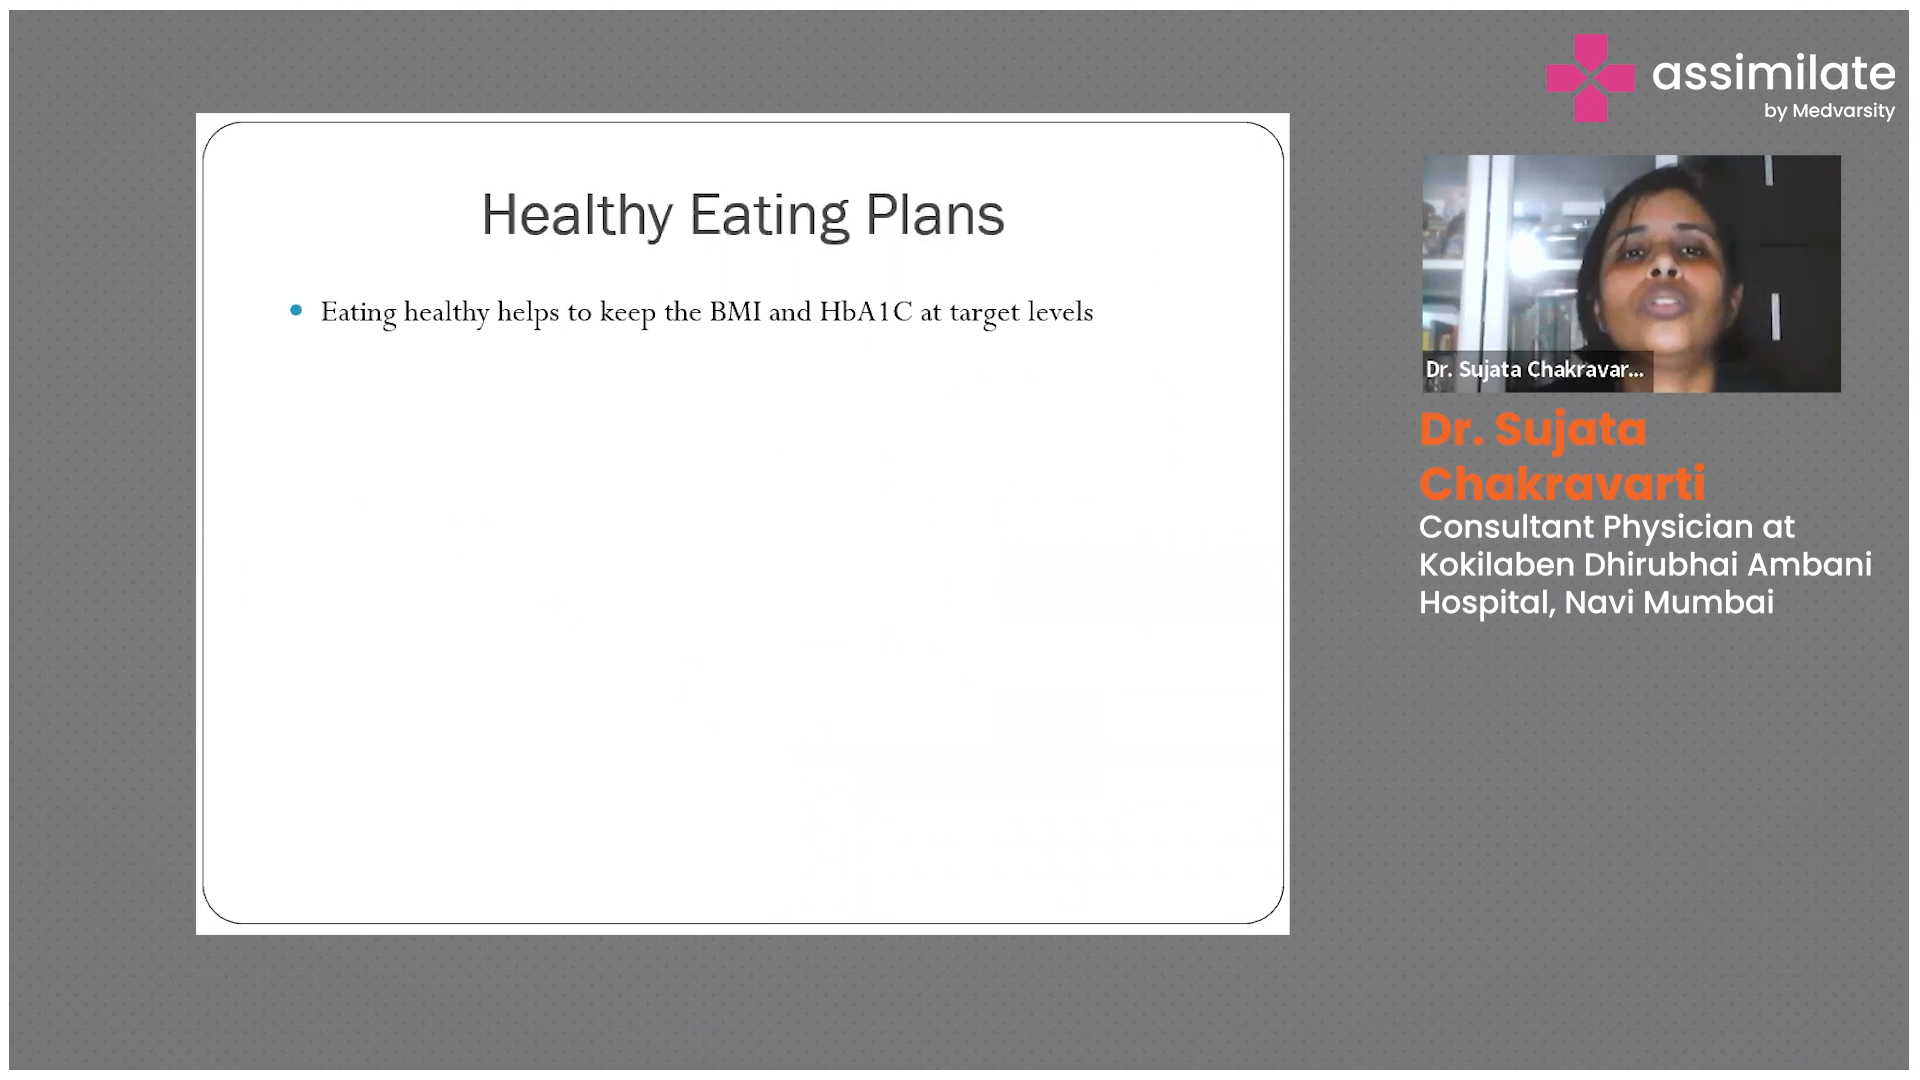 assimilate
by Medvarsity
Healthy Eating Plans
• Eating healthy helps to keep the BMI and HbA1C at target levels
Dr. Sujata Chakravar...
Dr. Sujata
Chakravarti
Consultant Physician at
Kokilaben Dhirubhai Ambani
Hospital, Navi Mumbai